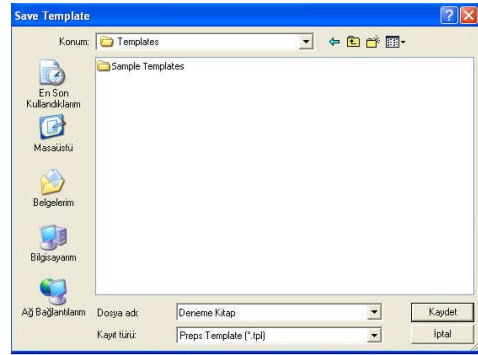 Save Template
Konum:
Templates
Sample Templates
En Son
Kullandıklarım
Masaüstü
Belgelerim
Bilgisayarım
Ağ Bağlantılarım
Dosya adı:
Deneme Kitap
Kaydet
Kayıt türü:
Preps Template (*.tpl)
İptal